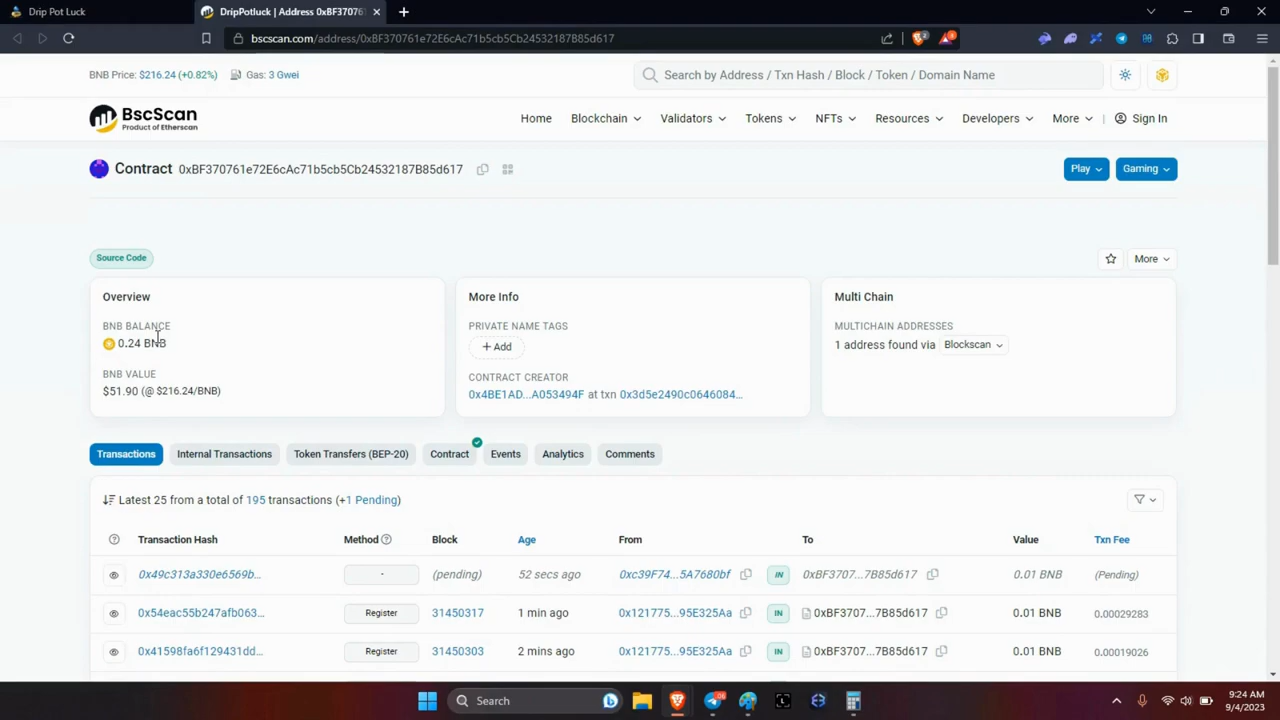 Drip Pot Luck
DripPotluck | Address 0xBF37076
bscscan.com/address/0xBF370761e72E6cAc71b5cb5Cb24532187B85d617
BNB Price: $216.24 (+0.82%) Gas: 3 Gwei
Search by Address / Txn Hash / Block / Token / Domain Name
BscScan
Product of Etherscan
Home Blockchain Validators Tokens NFTs Resources Developers More Sign In
Contract 0xBF370761e72E6cAc71b5cb5Cb24532187B85d617
Play Gaming
Source Code
More
Overview
BNB BALANCE
0.24 BNB
BNB VALUE
$51.90 (@ $216.24/BNB)
More Info
PRIVATE NAME TAGS
+ Add
CONTRACT CREATOR
0x4BE1AD...A053494F at txn 0x3d5e2490c0646084...
Multi Chain
MULTICHAIN ADDRESSES
1 address found via Blockscan
Transactions Internal Transactions Token Transfers (BEP-20) Contract Events Analytics Comments
Latest 25 from a total of 195 transactions (+1 Pending)
Transaction Hash Method Block Age From To Value Txn Fee
0x49c313a330e6569b... - (pending) 52 secs ago 0xc39F74...5A7680bf IN 0xBF3707...7B85d617 0.01 BNB (Pending)
0x54eac55b247afb063... Register 31450317 1 min ago 0x121775...95E325Aa IN 0xBF3707...7B85d617 0.01 BNB 0.00029283
0x41598fa6f129431dd... Register 31450303 2 mins ago 0x121775...95E325Aa IN 0xBF3707...7B85d617 0.01 BNB 0.00019026
Search
9:24 AM
9/4/2023